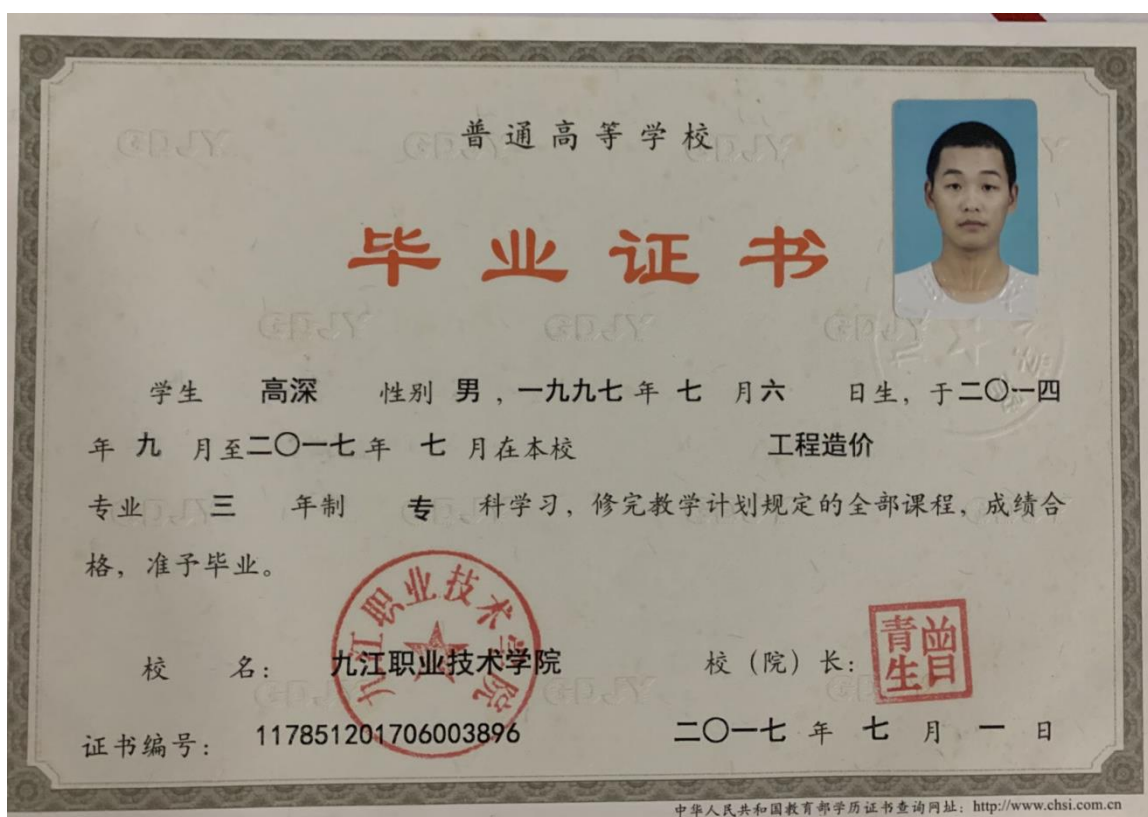 普通高等学校
毕业证书
学生 高深 性别 男，一九九七年 七 月六 日生，于二〇一四
年 九 月至二〇一七年 七 月在本校 工程造价
专业 三 年制 专 科学习，修完教学计划规定的全部课程，成绩合
格，准予毕业。
九江职业技术学院
校 名： 九江职业技术学院 校（院）长： 曾青生
证书编号： 117851201706003896 二〇一七 年 七 月 一 日
中华人民共和国教育部学历证书查询网址：http://www.chsi.com.cn